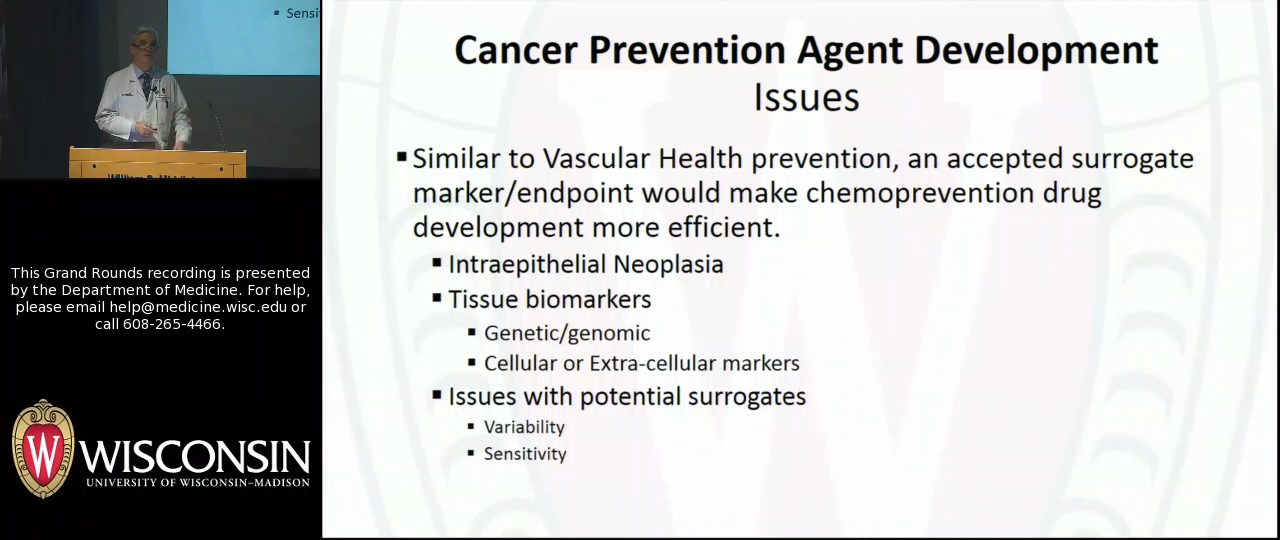 Sensi
This Grand Rounds recording is presented
by the Department of Medicine. For help,
please email help@medicine.wisc.edu or
call 608-265-4466.
W
WISCONSIN
UNIVERSITY OF WISCONSIN–MADISON
Cancer Prevention Agent Development
Issues
▪ Similar to Vascular Health prevention, an accepted surrogate
marker/endpoint would make chemoprevention drug
development more efficient.
▪ Intraepithelial Neoplasia
▪ Tissue biomarkers
▪ Genetic/genomic
▪ Cellular or Extra-cellular markers
▪ Issues with potential surrogates
▪ Variability
▪ Sensitivity